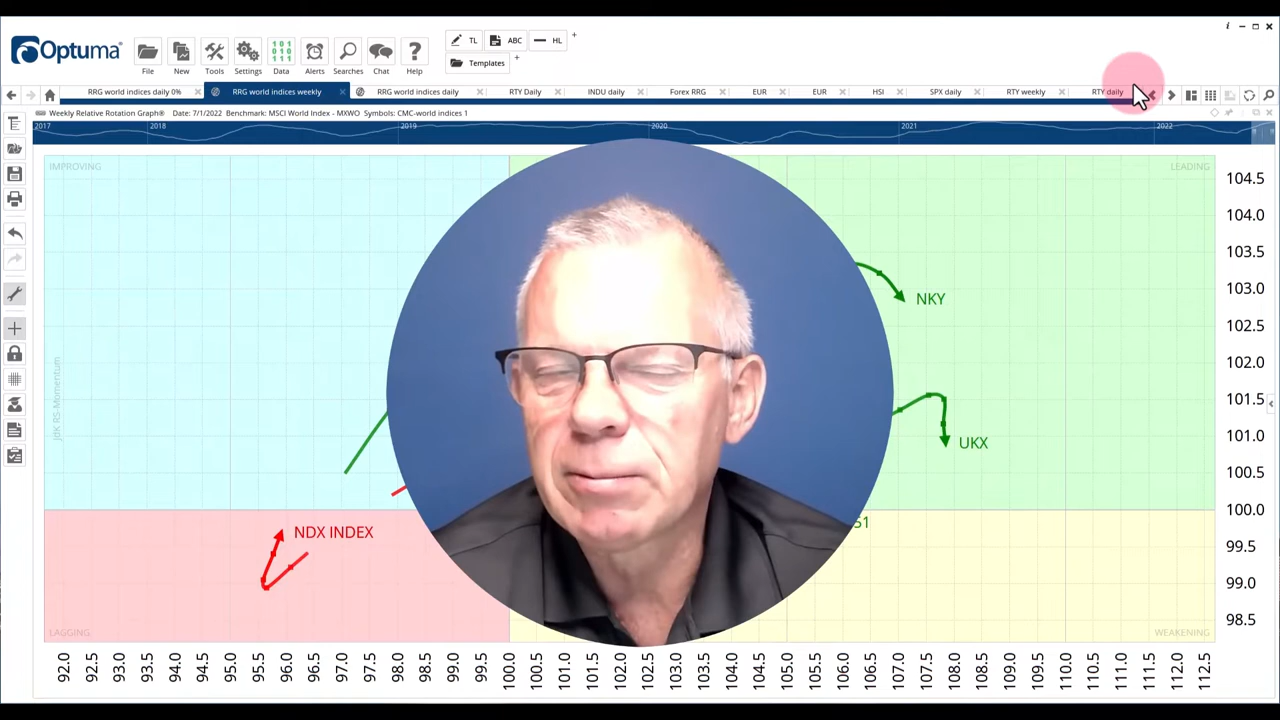 Optuma®
File New Tools Settings Data Alerts Searches Chat Help
TL ABC HL
Templates
RRG world indices daily 0% RRG world indices weekly RRG world indices daily RTY Daily INDU daily Forex RRG EUR EUR HSI SPX daily RTY weekly RTY daily
Weekly Relative Rotation Graph® Date: 7/1/2022 Benchmark: MSCI World Index - MXWO Symbols: CMC-world indices 1
2017 2018 2019 2020 2021 2022
IMPROVING LEADING
104.5
104.0
103.5
103.0
NKY
102.5
102.0
101.5
101.0
UKX
100.5
100.0
99.5
99.0
98.5
JdK RS-Momentum
NDX INDEX
51
LAGGING WEAKENING
92.0 92.5 93.0 93.5 94.0 94.5 95.0 95.5 96.0 96.5 97.0 97.5 98.0 98.5 99.0 99.5 100.0 100.5 101.0 101.5 102.0 102.5 103.0 103.5 104.0 104.5 105.0 105.5 106.0 106.5 107.0 107.5 108.0 108.5 109.0 109.5 110.0 110.5 111.0 111.5 112.0 112.5